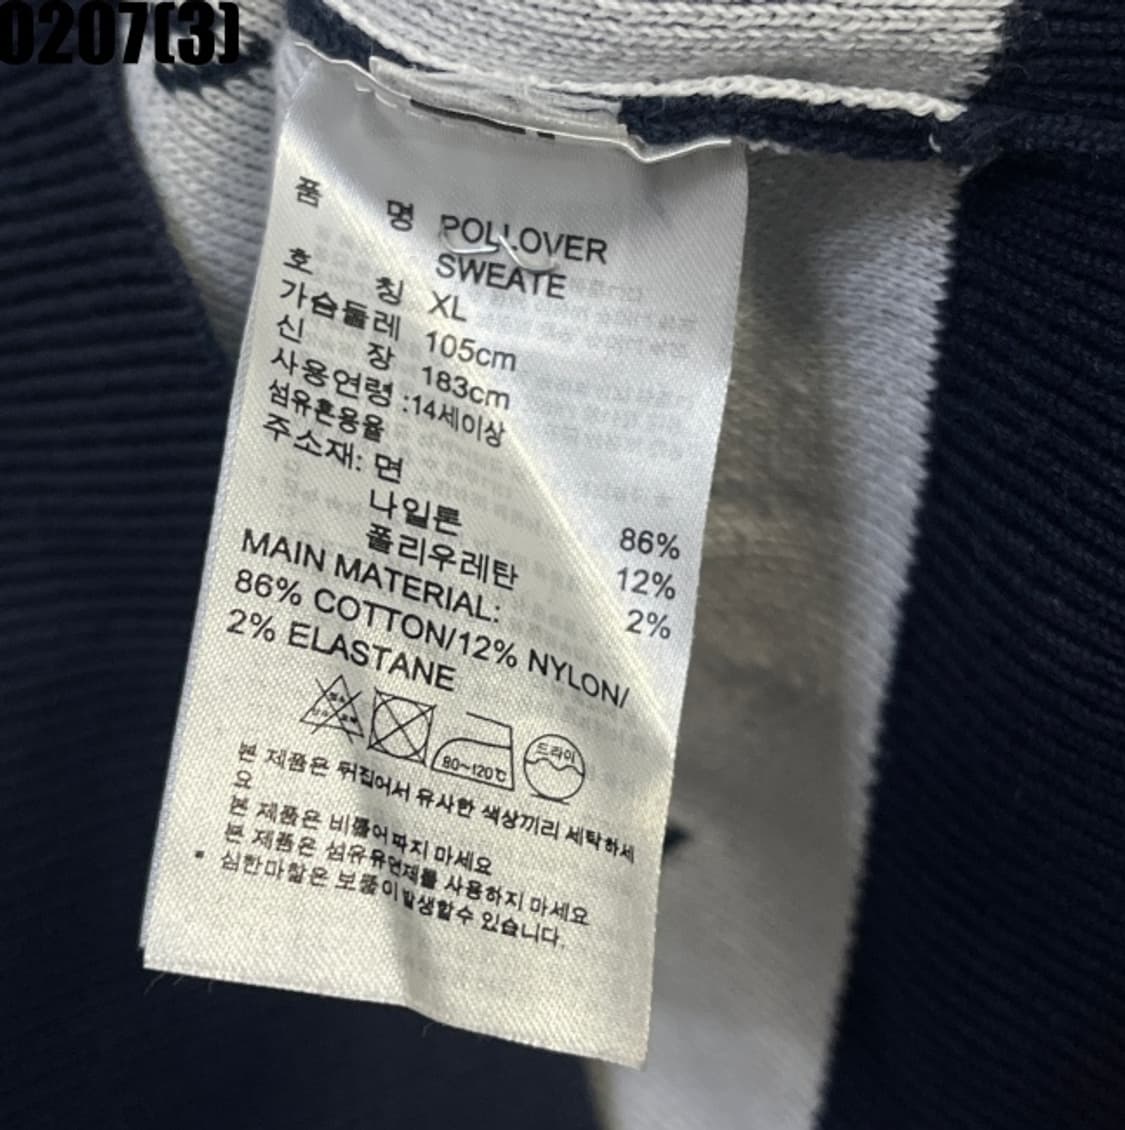 0207(3)
품 명 POLLOVER
SWEATE
호 칭 XL
가슴둘레 105cm
신 장 183cm
사용연령 :14세이상
섬유혼용율
주소재: 면 86%
나일론 12%
폴리우레탄 2%
MAIN MATERIAL:
86% COTTON/12% NYLON/
2% ELASTANE
80~120℃
드라이
본 제품은 뒤집어서 유사한 색상끼리 세탁하세
요
본 제품은 비틀어따지 마세요
본 제품은 섬유유연제를 사용하지 마세요
심한마찰은 보풀이발생할수 있습니다.